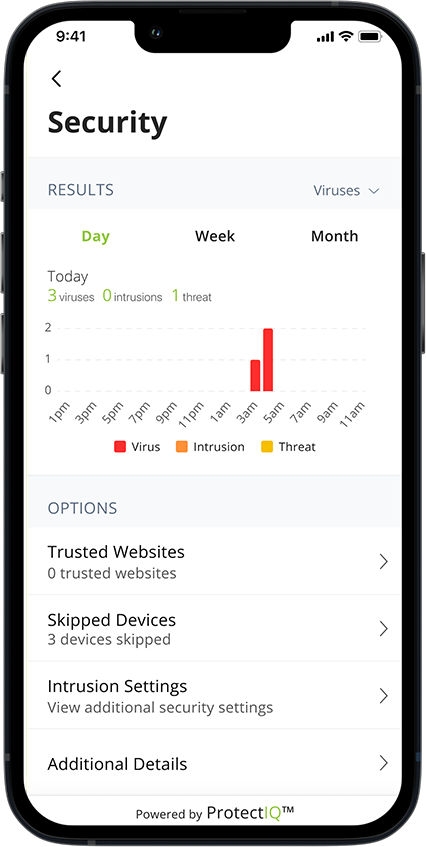 9:41
Security
RESULTS Viruses
Day Week Month
Today
3 viruses 0 intrusions 1 threat
2
1
0
1pm 3pm 5pm 7pm 9pm 11pm 1am 3am 5am 7am 9am 11am
Virus Intrusion Threat
OPTIONS
Trusted Websites
0 trusted websites
Skipped Devices
3 devices skipped
Intrusion Settings
View additional security settings
Additional Details
Powered by ProtectIQ™